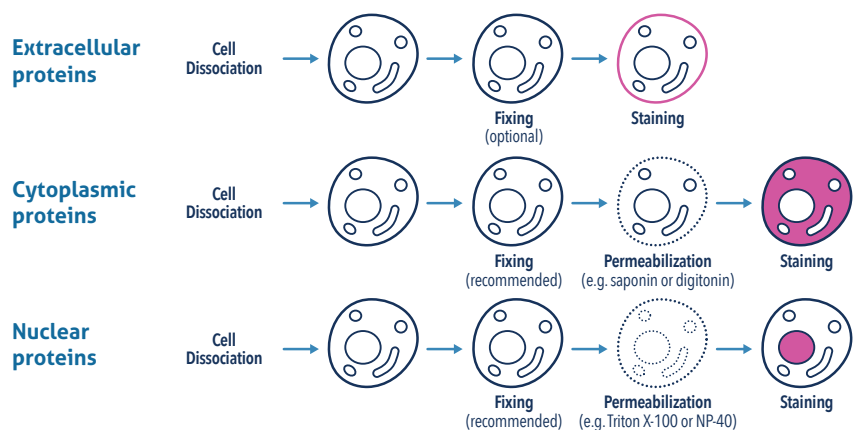 Extracellular
proteins
Cell
Dissociation
Fixing
(optional)
Staining
Cytoplasmic
proteins
Cell
Dissociation
Fixing
(recommended)
Permeabilization
(e.g. saponin or digitonin)
Staining
Nuclear
proteins
Cell
Dissociation
Fixing
(recommended)
Permeabilization
(e.g. Triton X-100 or NP-40)
Staining